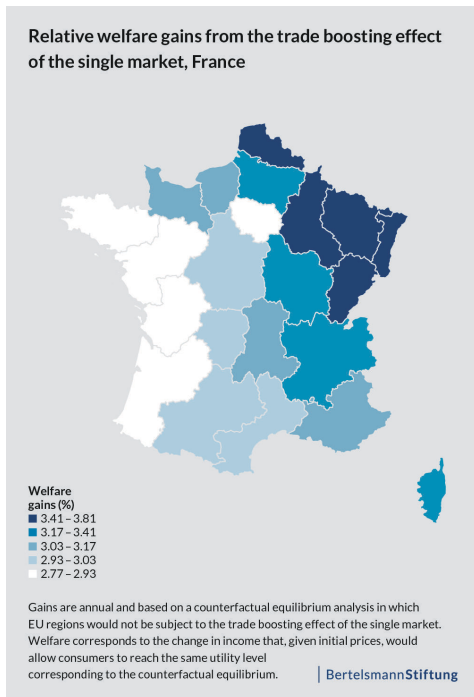 Relative welfare gains from the trade boosting effect
of the single market, France
Welfare
gains (%)
3.41 – 3.81
3.17 – 3.41
3.03 – 3.17
2.93 – 3.03
2.77 – 2.93
Gains are annual and based on a counterfactual equilibrium analysis in which
EU regions would not be subject to the trade boosting effect of the single market.
Welfare corresponds to the change in income that, given initial prices, would
allow consumers to reach the same utility level
corresponding to the counterfactual equilibrium.
BertelsmannStiftung